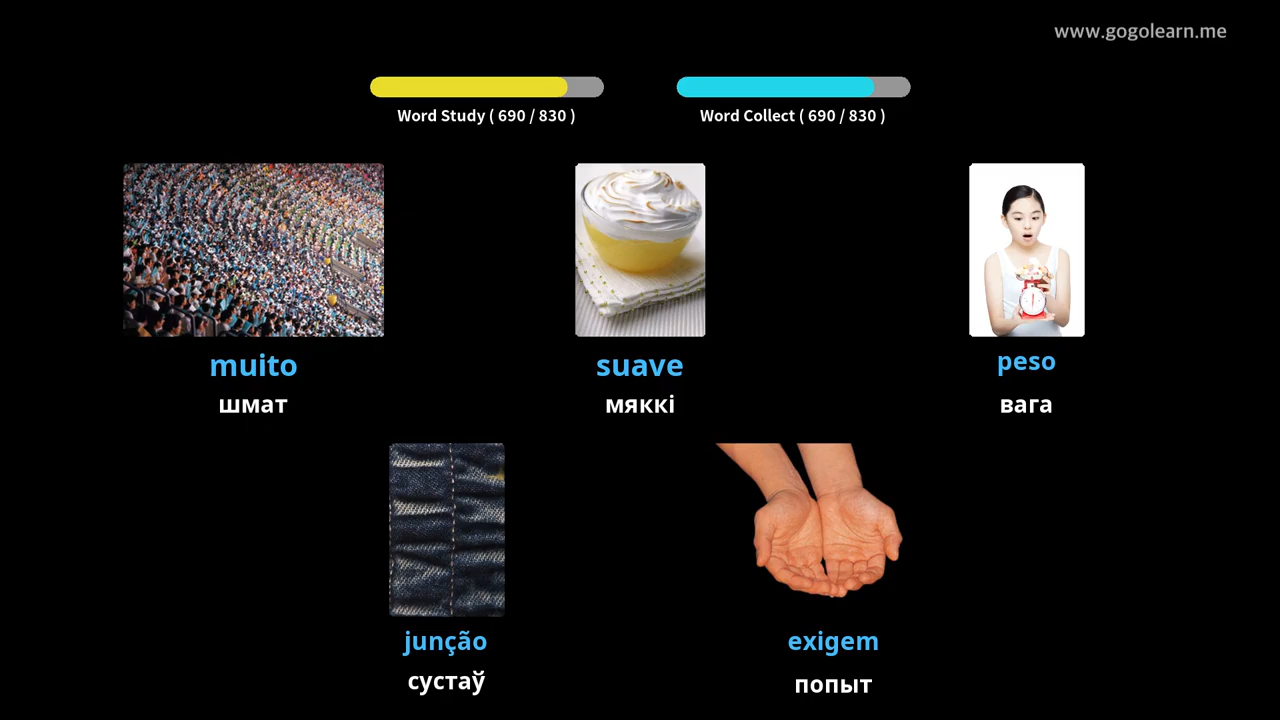 www.gogolearn.me
Word Study ( 690 / 830 )
Word Collect ( 690 / 830 )
muito
suave
peso
шмат
мяккі
вага
junção
exigem
сустаў
попыт